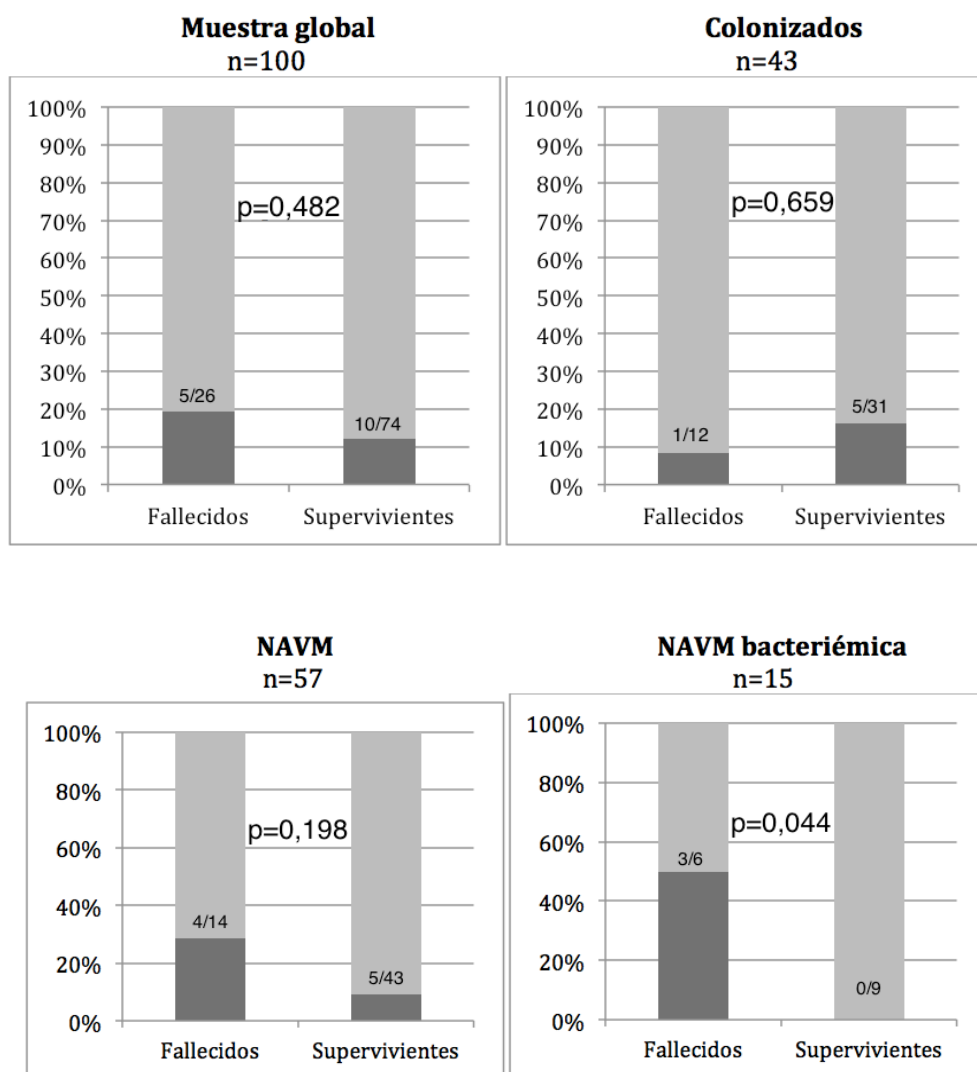 Muestra global
n=100
100%
90%
80%
70%
60%
50%
40%
30%
20%
10%
0%
p=0,482
5/26
10/74
Fallecidos Supervivientes
Colonizados
n=43
100%
90%
80%
70%
60%
50%
40%
30%
20%
10%
0%
p=0,659
1/12
5/31
Fallecidos Supervivientes
NAVM
n=57
100%
80%
60%
40%
20%
0%
p=0,198
4/14
5/43
Fallecidos Supervivientes
NAVM bacteriémica
n=15
100%
80%
60%
40%
20%
0%
p=0,044
3/6
0/9
Fallecidos Supervivientes